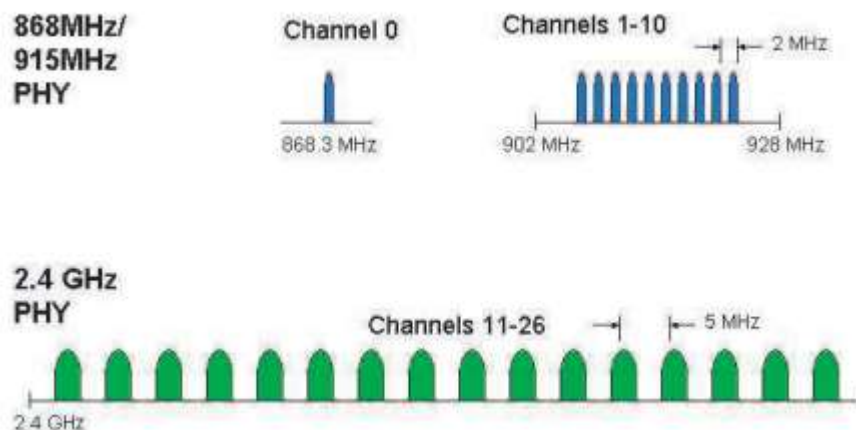 868MHz/
915MHz
PHY
Channel 0
868.3 MHz
Channels 1-10
2 MHz
902 MHz
928 MHz
2.4 GHz
PHY
Channels 11-26
5 MHz
2.4 GHz